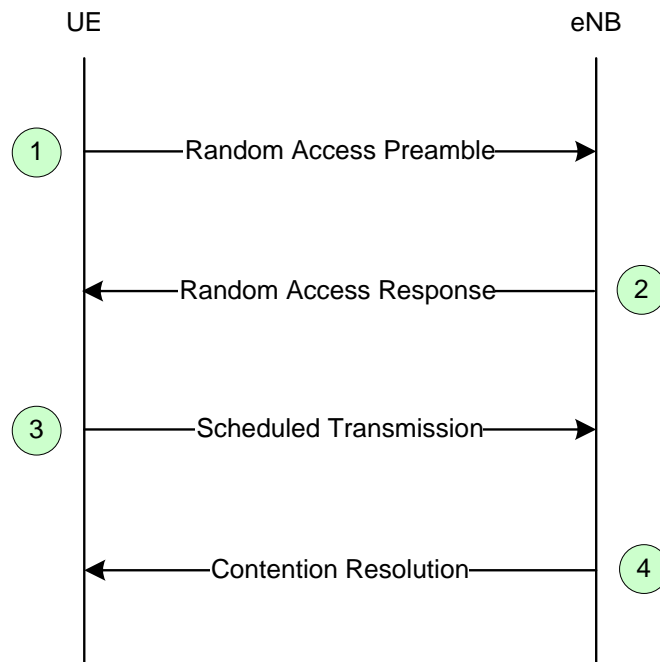 UE
eNB
1
Random Access Preamble
Random Access Response
2
3
Scheduled Transmission
Contention Resolution
4